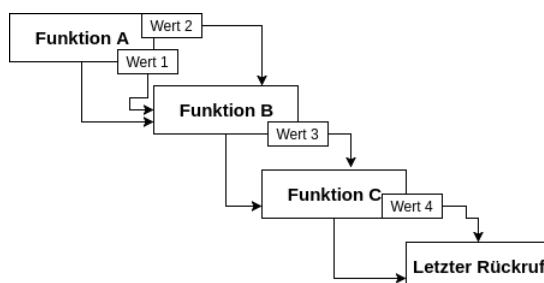 Wert 2
Funktion A
Wert 1
Funktion B
Wert 3
Funktion C
Wert 4
Letzter Rückruf